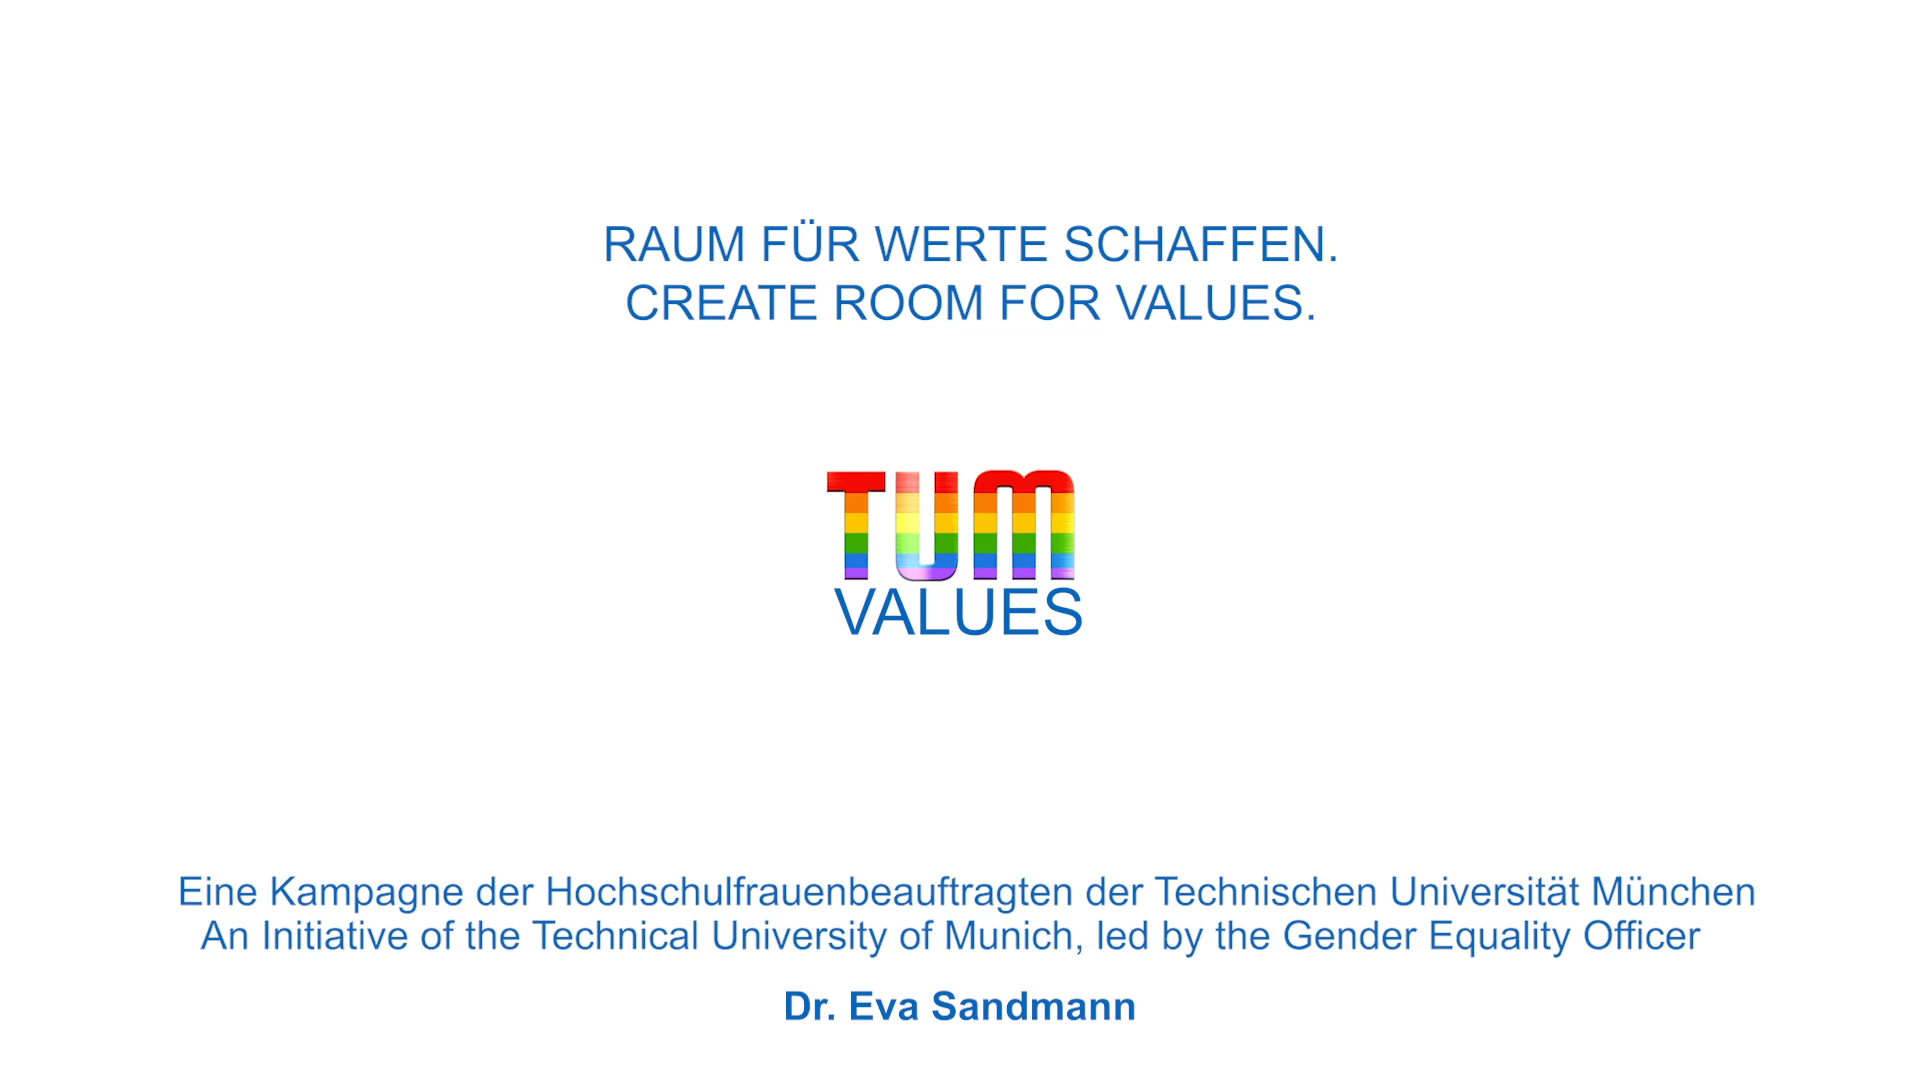 RAUM FÜR WERTE SCHAFFEN.
CREATE ROOM FOR VALUES.
TUM
VALUES
Eine Kampagne der Hochschulfrauenbeauftragten der Technischen Universität München
An Initiative of the Technical University of Munich, led by the Gender Equality Officer
Dr. Eva Sandmann